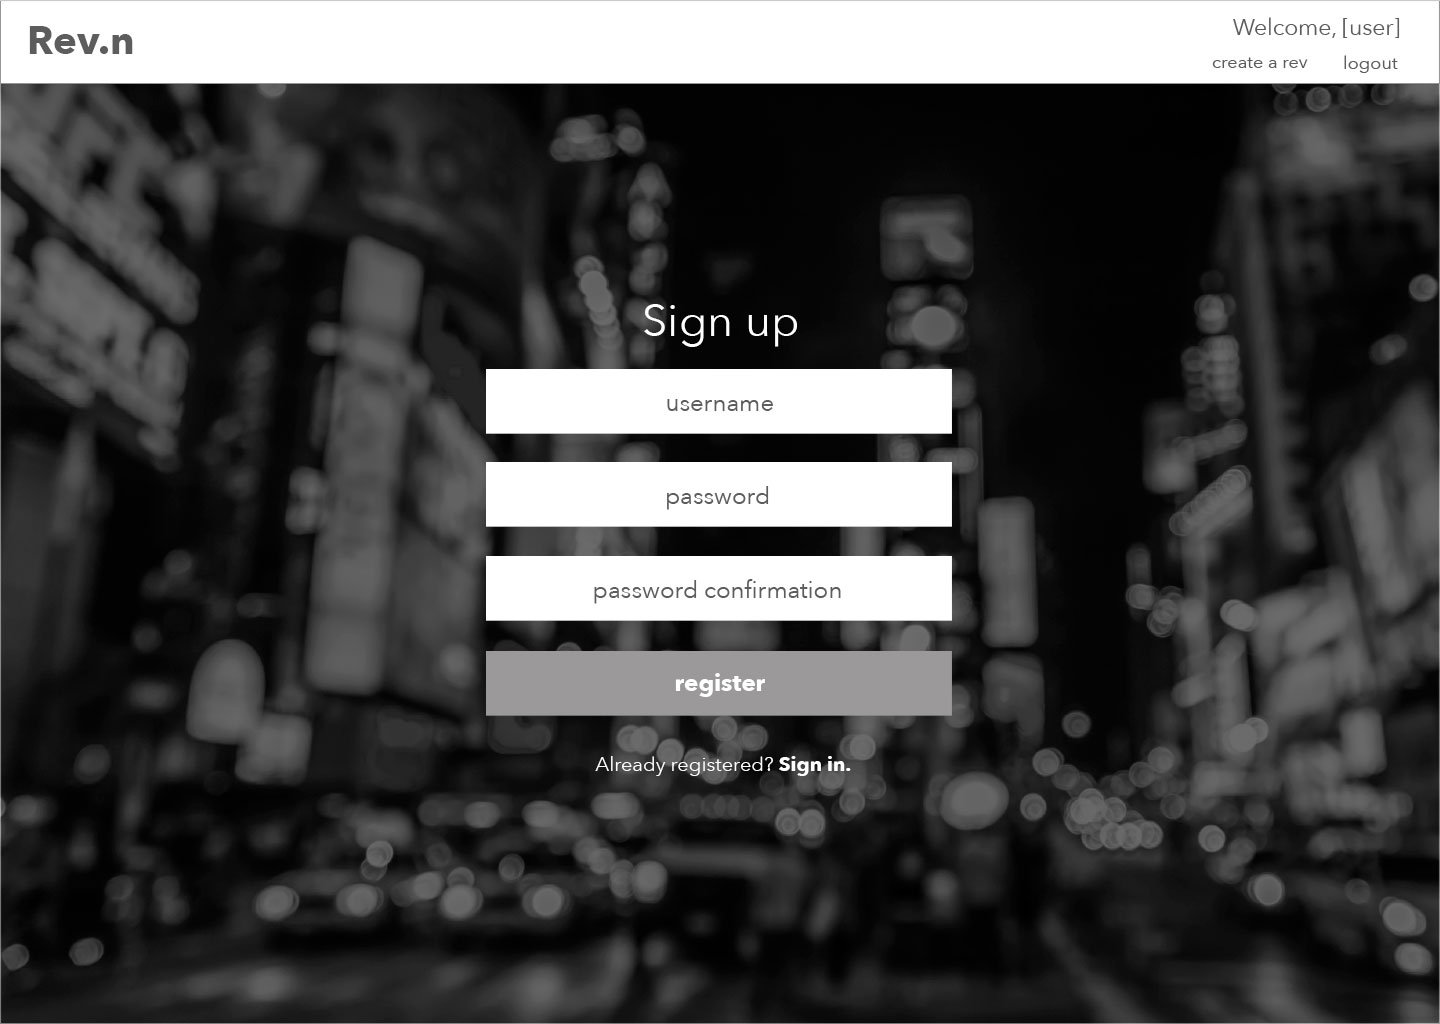 Rev.n
Welcome, [user]
create a rev logout
Sign up
username
password
password confirmation
register
Already registered? Sign in.